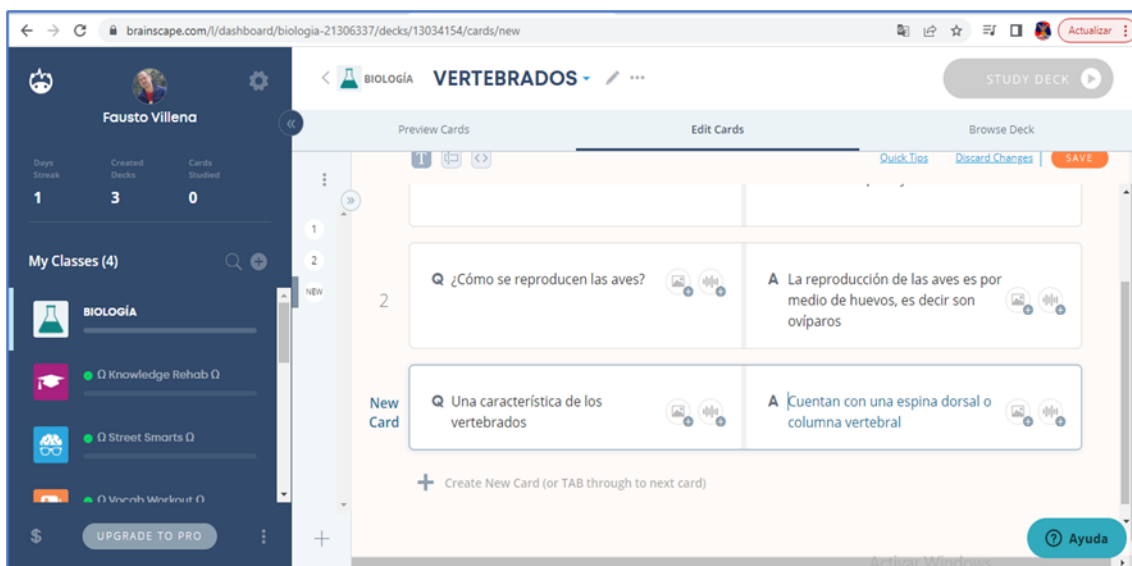 brainscape.com/l/dashboard/biologia-21306337/decks/13034154/cards/new
Actualizar
Fausto Villena
Days Streak
1
Created Decks
3
Cards Studied
0
My Classes (4)
BIOLOGÍA
Ω Knowledge Rehab Ω
Ω Street Smarts Ω
Ω Vocab Workout Ω
$
UPGRADE TO PRO
BIOLOGÍA
VERTEBRADOS
STUDY DECK
Preview Cards
Edit Cards
Browse Deck
T
Quick Tips
Discard Changes
SAVE
1
2
NEW
2
Q ¿Cómo se reproducen las aves?
A La reproducción de las aves es por
medio de huevos, es decir son
ovíparos
New
Card
Q Una característica de los
vertebrados
A Cuentan con una espina dorsal o
columna vertebral
Create New Card (or TAB through to next card)
Ayuda
Activar Windows